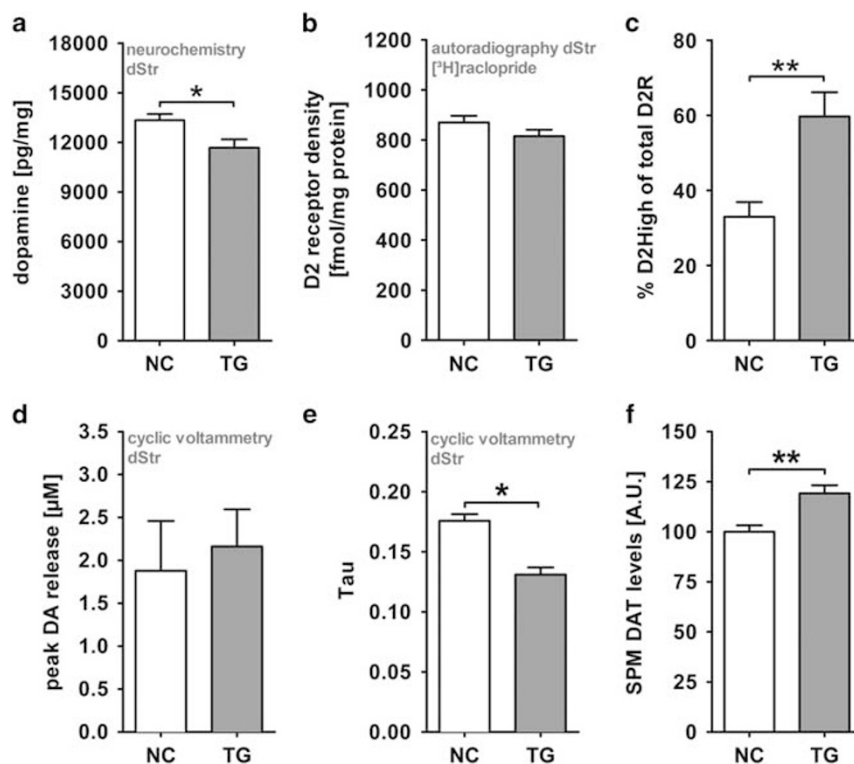 a
dopamine [pg/mg]
18000
15000
12000
9000
6000
3000
0
neurochemistry
dStr
*
NC TG
b
D2 receptor density
[fmol/mg protein]
1200
1000
800
600
400
200
0
autoradiography dStr
[³H]raclopride
NC TG
c
% D2High of total D2R
80
60
40
20
0
**
NC TG
d
peak DA release [µM]
3.5
3.0
2.5
2.0
1.5
1.0
0.5
0.0
cyclic voltammetry
dStr
NC TG
e
Tau
0.25
0.20
0.15
0.10
0.05
0.00
cyclic voltammetry
dStr
*
NC TG
f
SPM DAT levels [A.U.]
150
125
100
75
50
25
0
**
NC TG